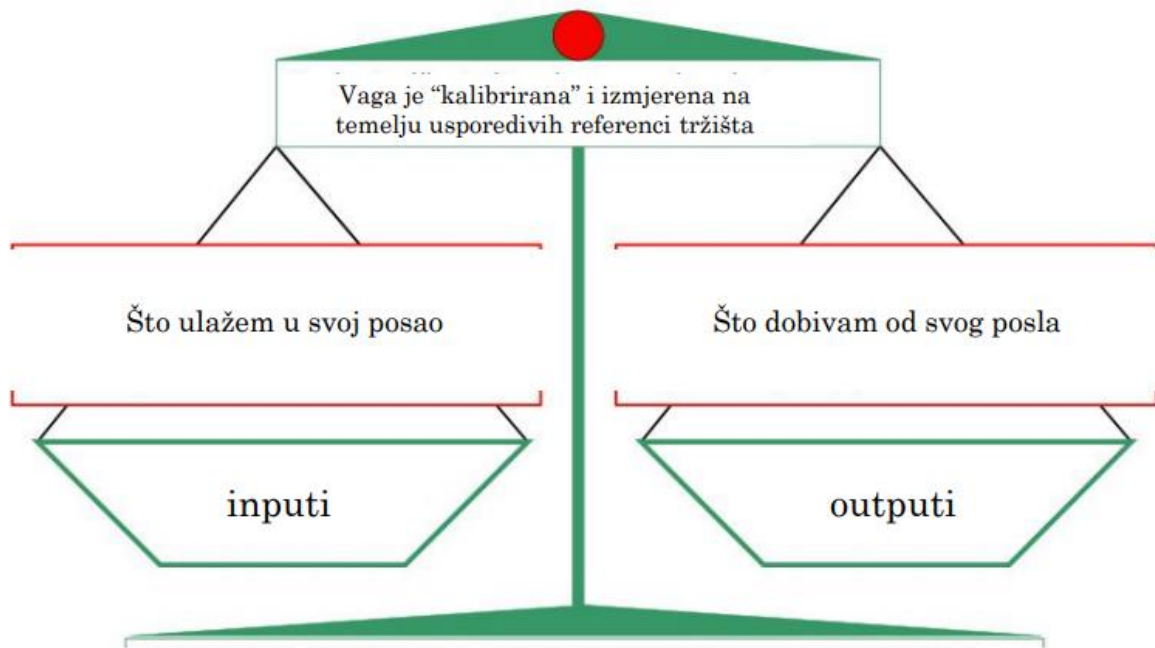 Vaga je “kalibrirana” i izmjerena na
temelju usporedivih referenci tržišta
Što ulažem u svoj posao
Što dobivam od svog posla
inputi
outputi